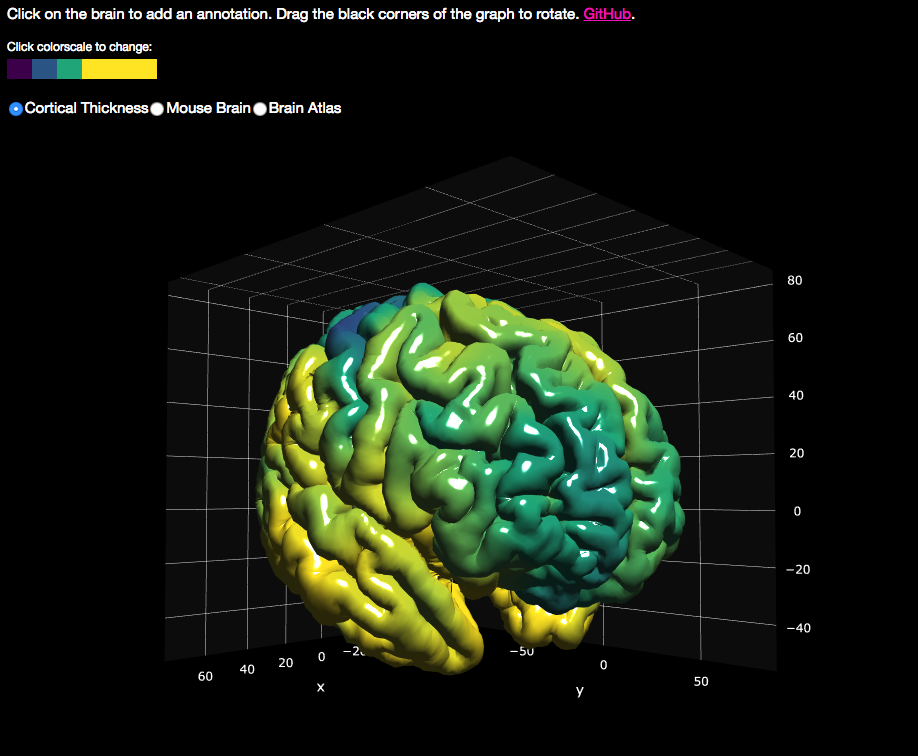 Click on the brain to add an annotation. Drag the black corners of the graph to rotate. GitHub.
Click colorscale to change:
Cortical Thickness Mouse Brain Brain Atlas
80
60
40
20
0
−20
−40
60
40
20
0
x
−50
0
50
y